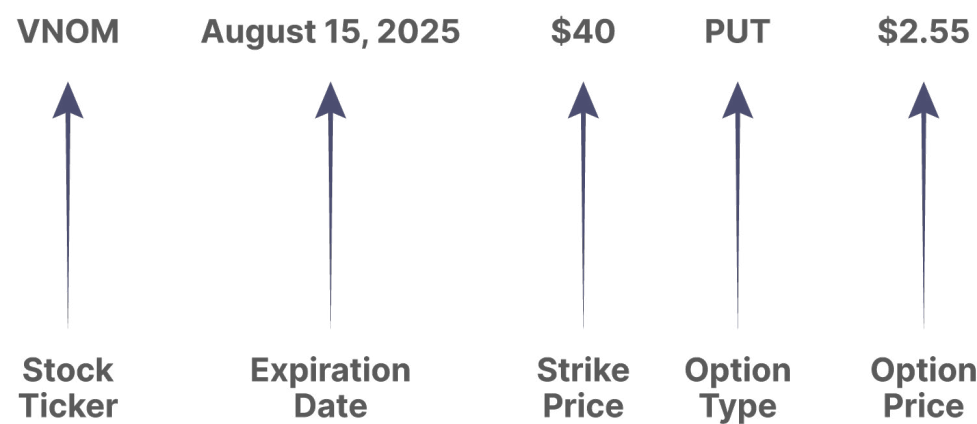 VNOM August 15, 2025 $40 PUT $2.55
Stock Expiration Strike Option Option
Ticker Date Price Type Price